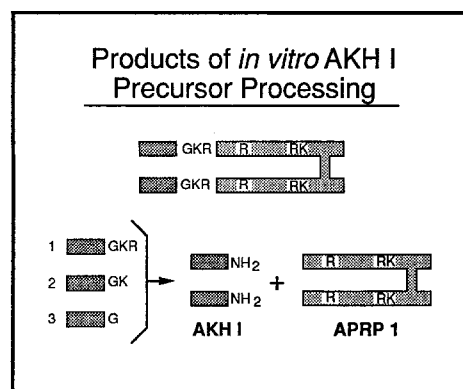 Products of in vitro AKH I
Precursor Processing
GKR R RK
GKR R RK
1 GKR
2 GK
3 G
NH2
NH2
+
R RK
R RK
AKH I
APRP 1